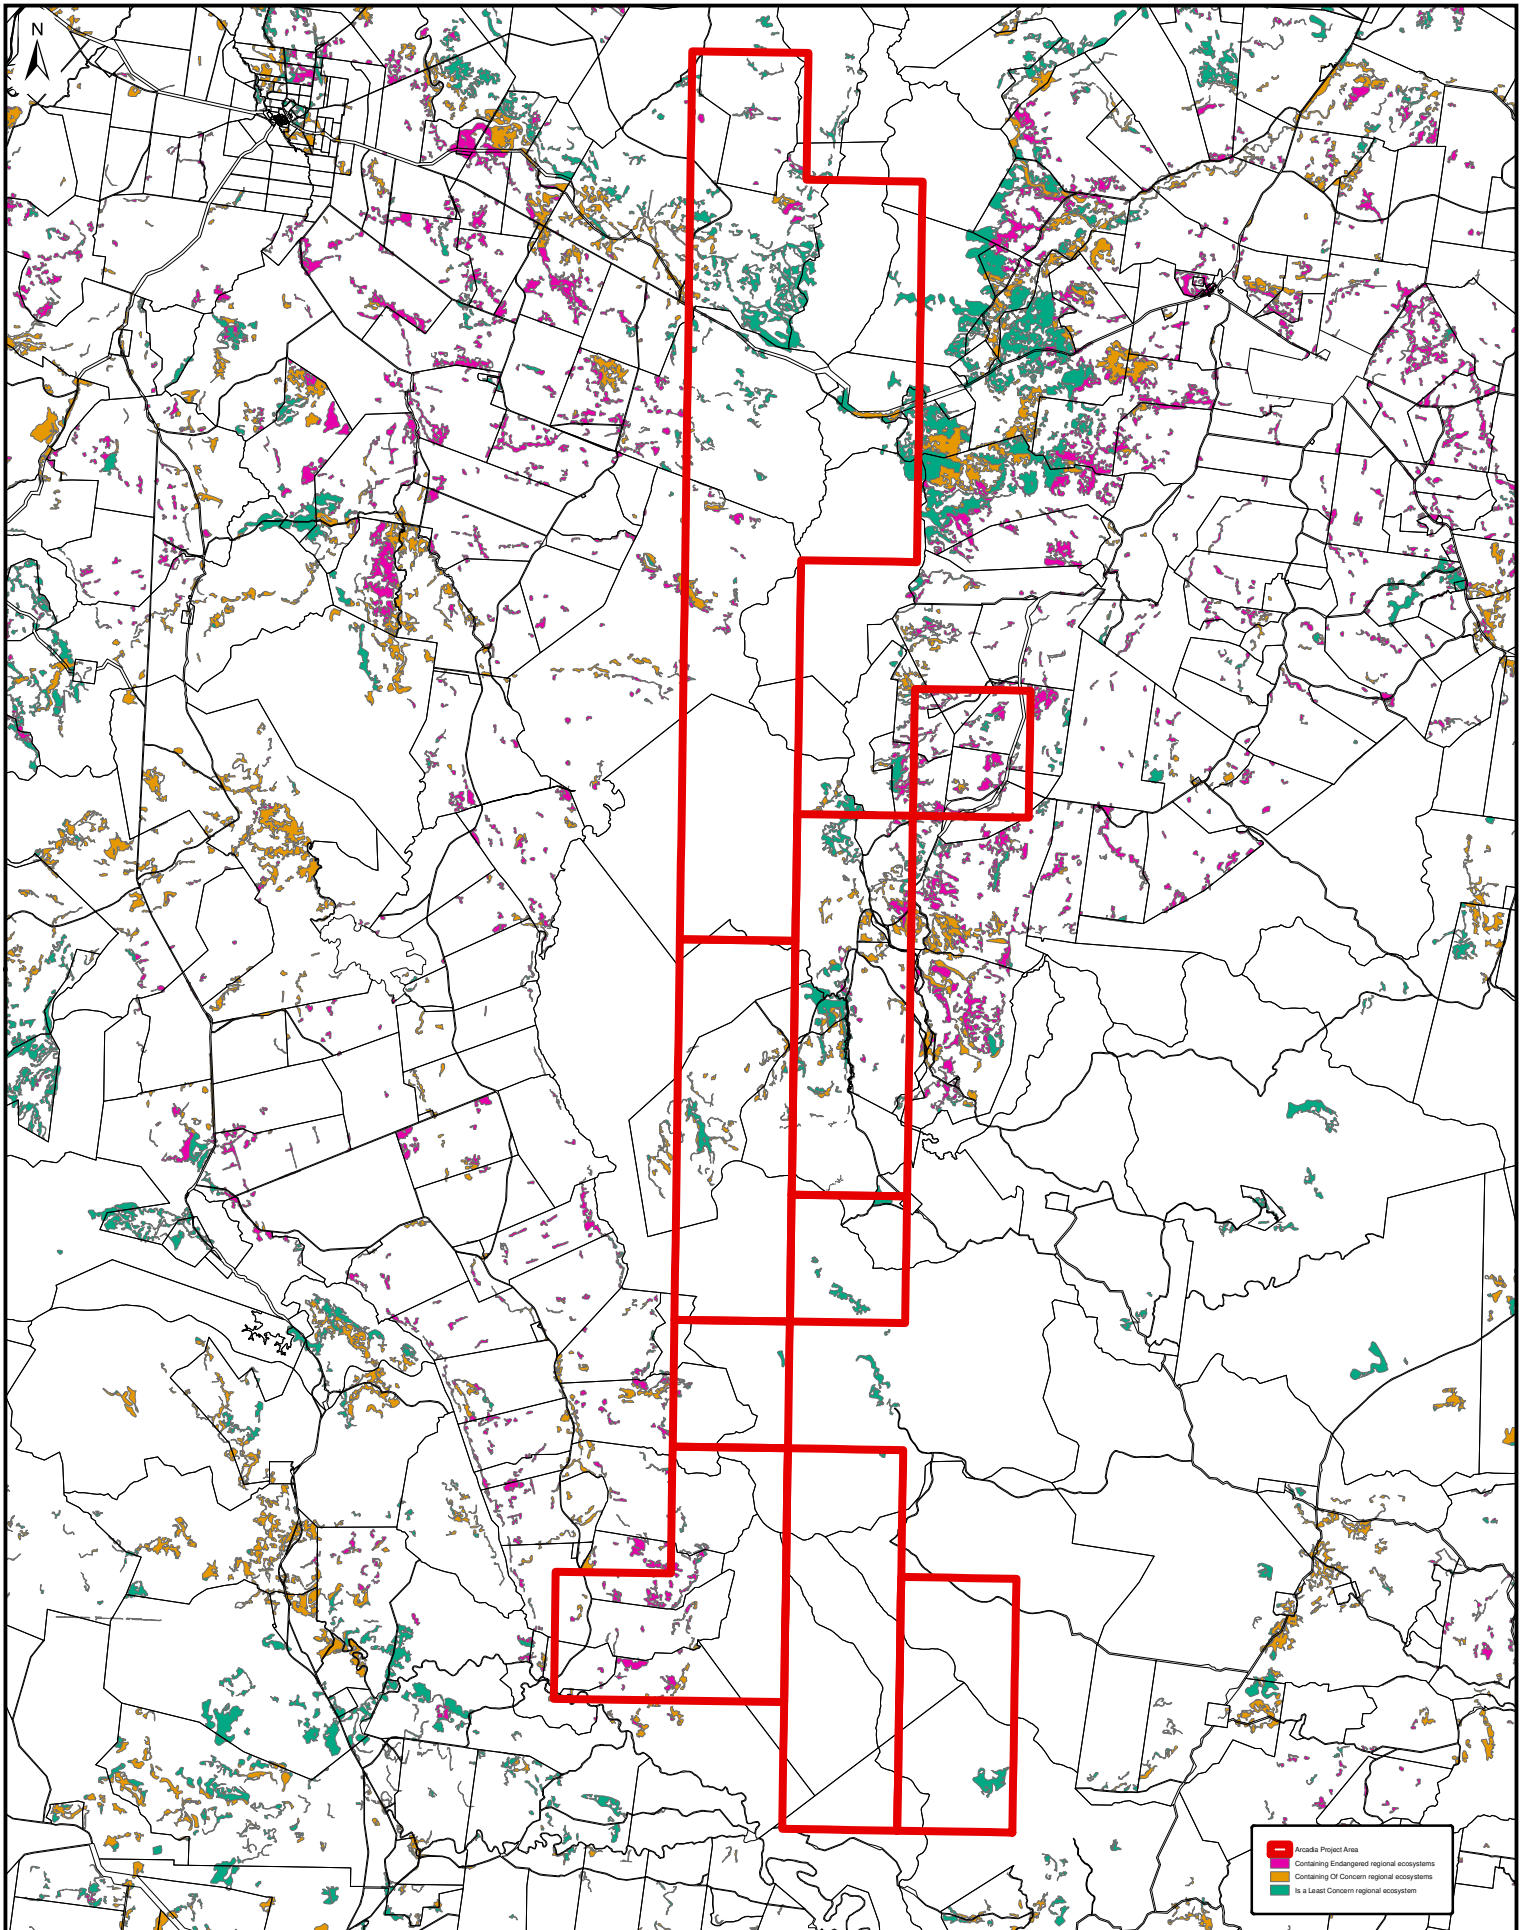 N
Arcadia Project Area
Containing Endangered regional ecosystems
Containing Of Concern regional ecosystems
Is a Least Concern regional ecosystem